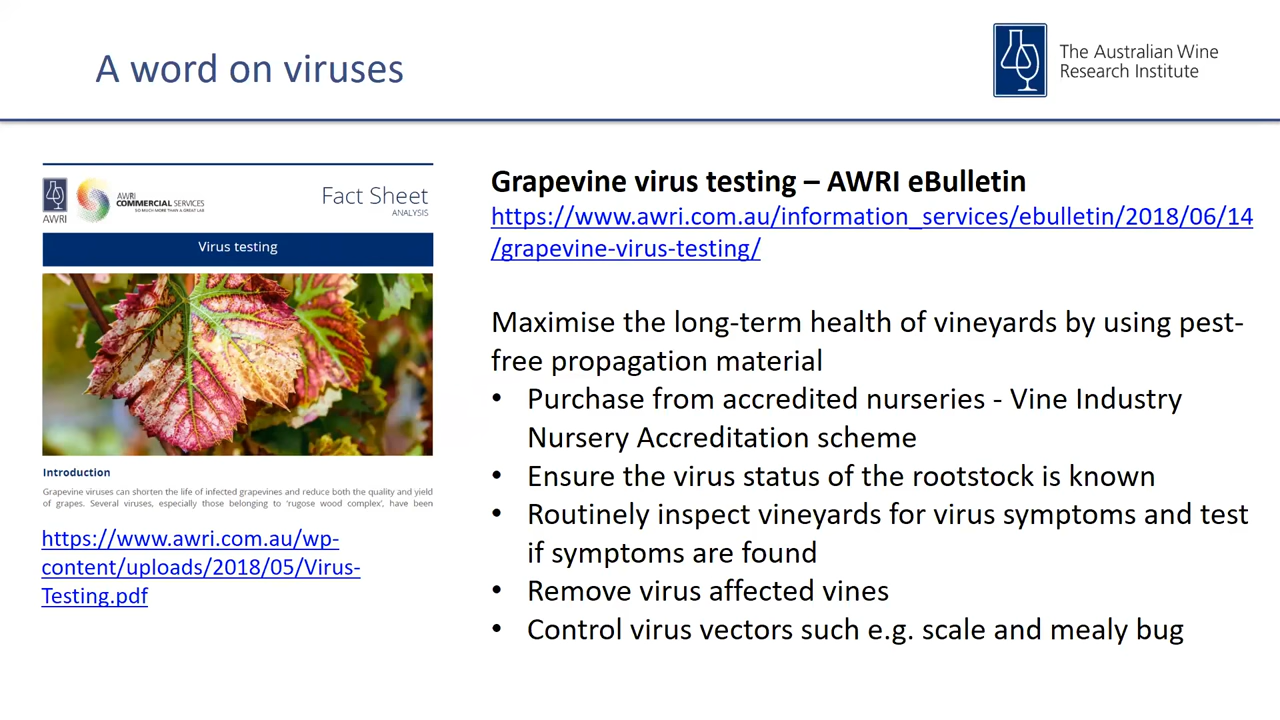 A word on viruses
The Australian Wine
Research Institute
AWRI
AWRI
COMMERCIAL SERVICES
SO MUCH MORE THAN A GREAT LAB
Fact Sheet
ANALYSIS
Virus testing
Introduction
Grapevine viruses can shorten the life of infected grapevines and reduce both the quality and yield
of grapes. Several viruses, especially those belonging to ‘rugose wood complex’, have been
https://www.awri.com.au/wp-
content/uploads/2018/05/Virus-
Testing.pdf
Grapevine virus testing – AWRI eBulletin
https://www.awri.com.au/information_services/ebulletin/2018/06/14
/grapevine-virus-testing/
Maximise the long-term health of vineyards by using pest-
free propagation material
• Purchase from accredited nurseries - Vine Industry
Nursery Accreditation scheme
• Ensure the virus status of the rootstock is known
• Routinely inspect vineyards for virus symptoms and test
if symptoms are found
• Remove virus affected vines
• Control virus vectors such e.g. scale and mealy bug